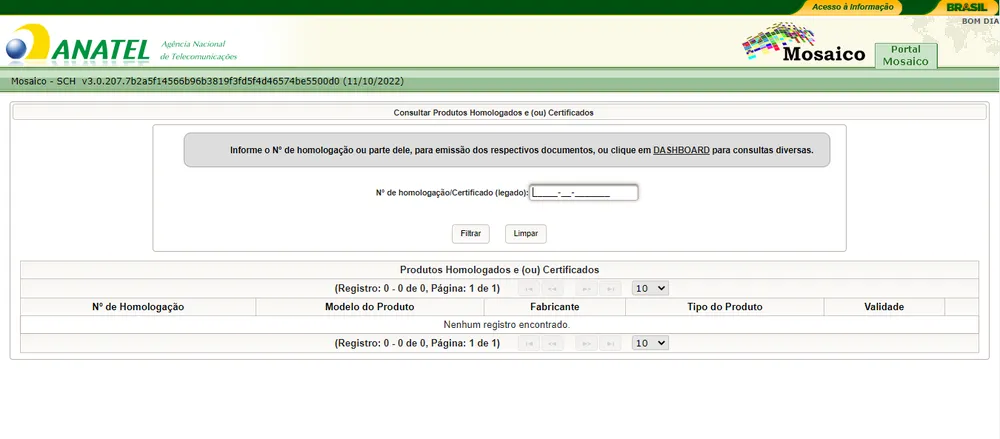 Acesso à Informação
BRASIL
BOM DIA
ANATEL
Agência Nacional
de Telecomunicações
Mosaico
Portal
Mosaico
Mosaico - SCH v3.0.207.7b2a5f14566b96b3819f3fd5f4d46574be5500d0 (11/10/2022)
Consultar Produtos Homologados e (ou) Certificados
Informe o Nº de homologação ou parte dele, para emissão dos respectivos documentos, ou clique em DASHBOARD para consultas diversas.
Nº de homologação/Certificado (legado): _____-__-_______
Filtrar Limpar
Produtos Homologados e (ou) Certificados
(Registro: 0 - 0 de 0, Página: 1 de 1) 10
Nº de Homologação Modelo do Produto Fabricante Tipo do Produto Validade
Nenhum registro encontrado.
(Registro: 0 - 0 de 0, Página: 1 de 1) 10